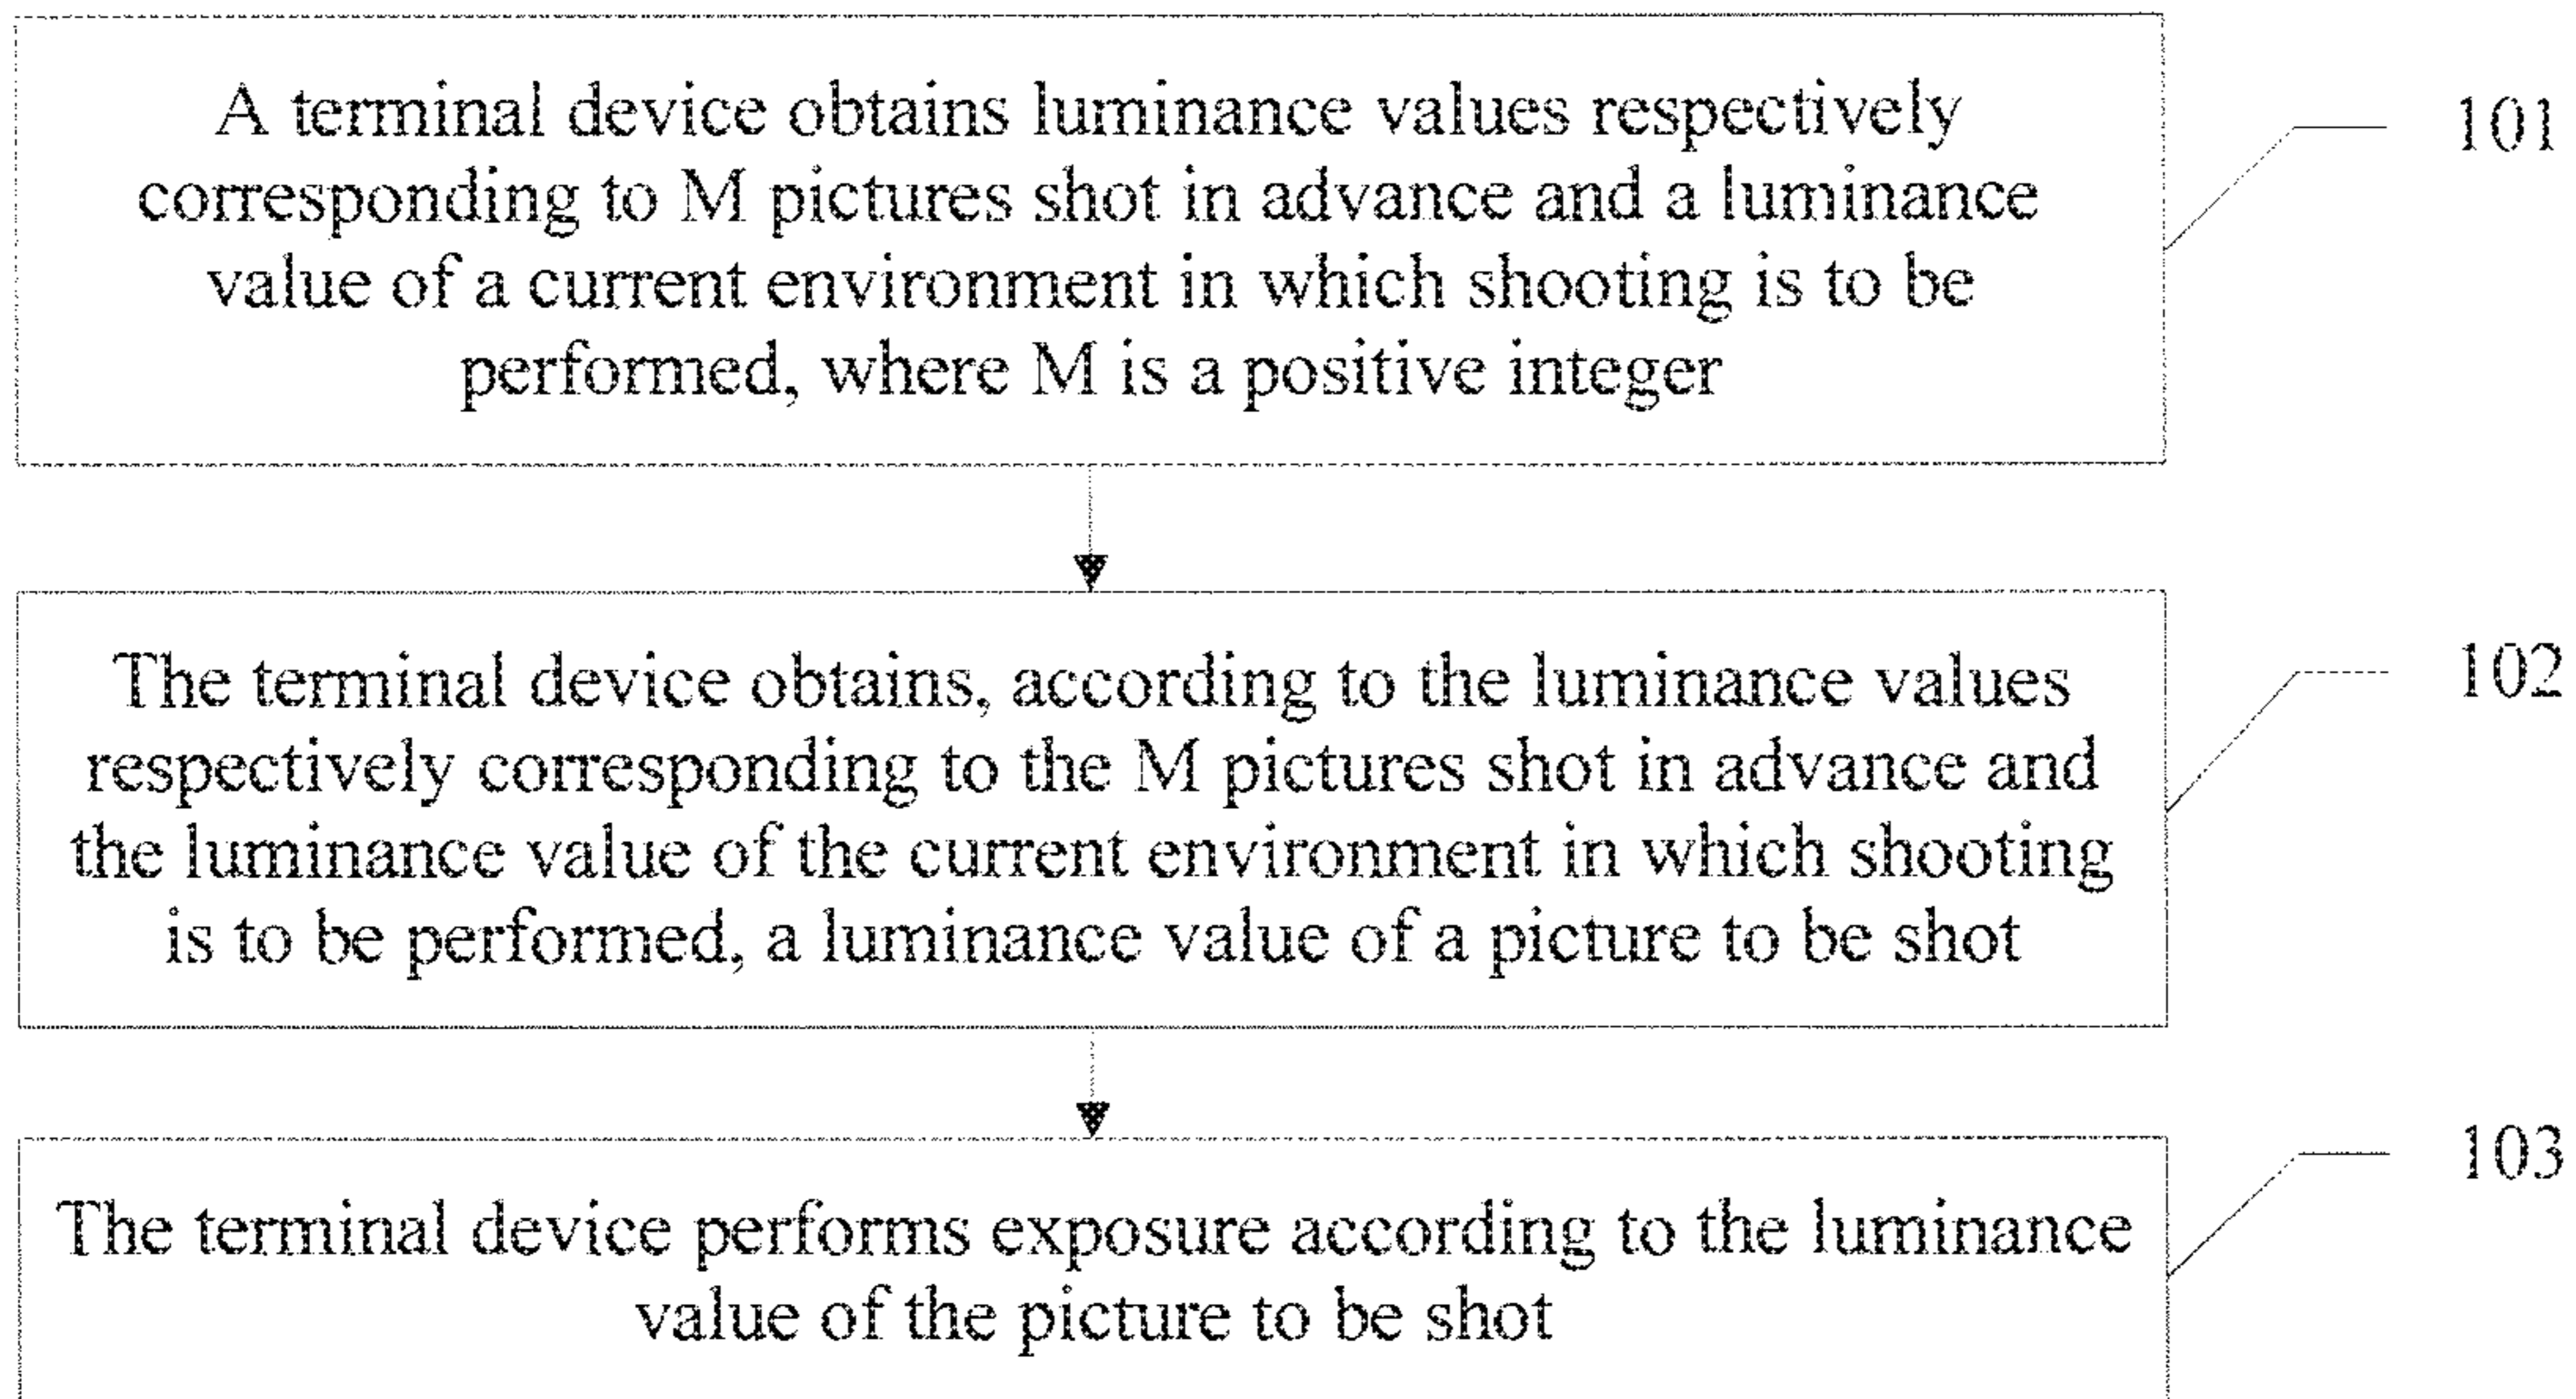 A terminal device obtains luminance values respectively
corresponding to M pictures shot in advance and a luminance
value of a current environment in which shooting is to be
performed, where M is a positive integer
101
The terminal device obtains, according to the luminance values
respectively corresponding to the M pictures shot in advance and
the luminance value of the current environment in which shooting
is to be performed, a luminance value of a picture to be shot
102
The terminal device performs exposure according to the luminance
value of the picture to be shot
103